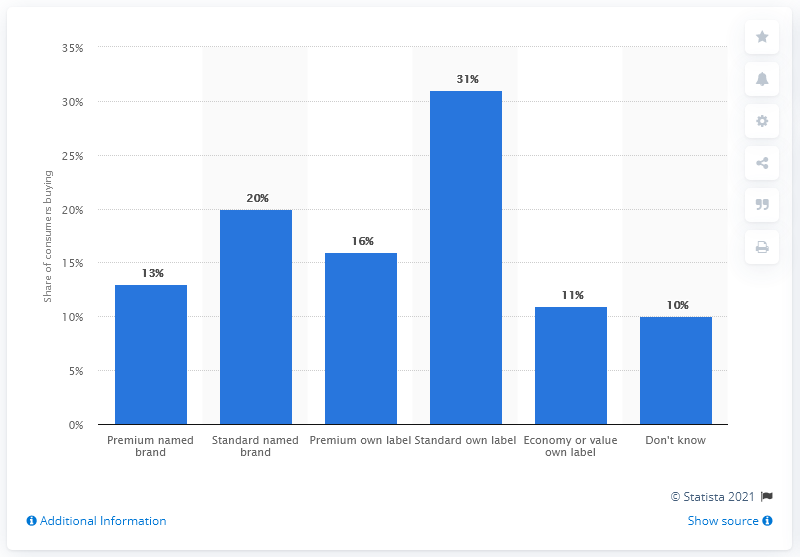 35%
30%
25%
20%
15%
10%
5%
0%
Share of consumers buying
13%
20%
16%
31%
11%
10%
Premium named
brand
Standard named
brand
Premium own label
Standard own label
Economy or value
own label
Don't know
© Statista 2021
Additional Information
Show source